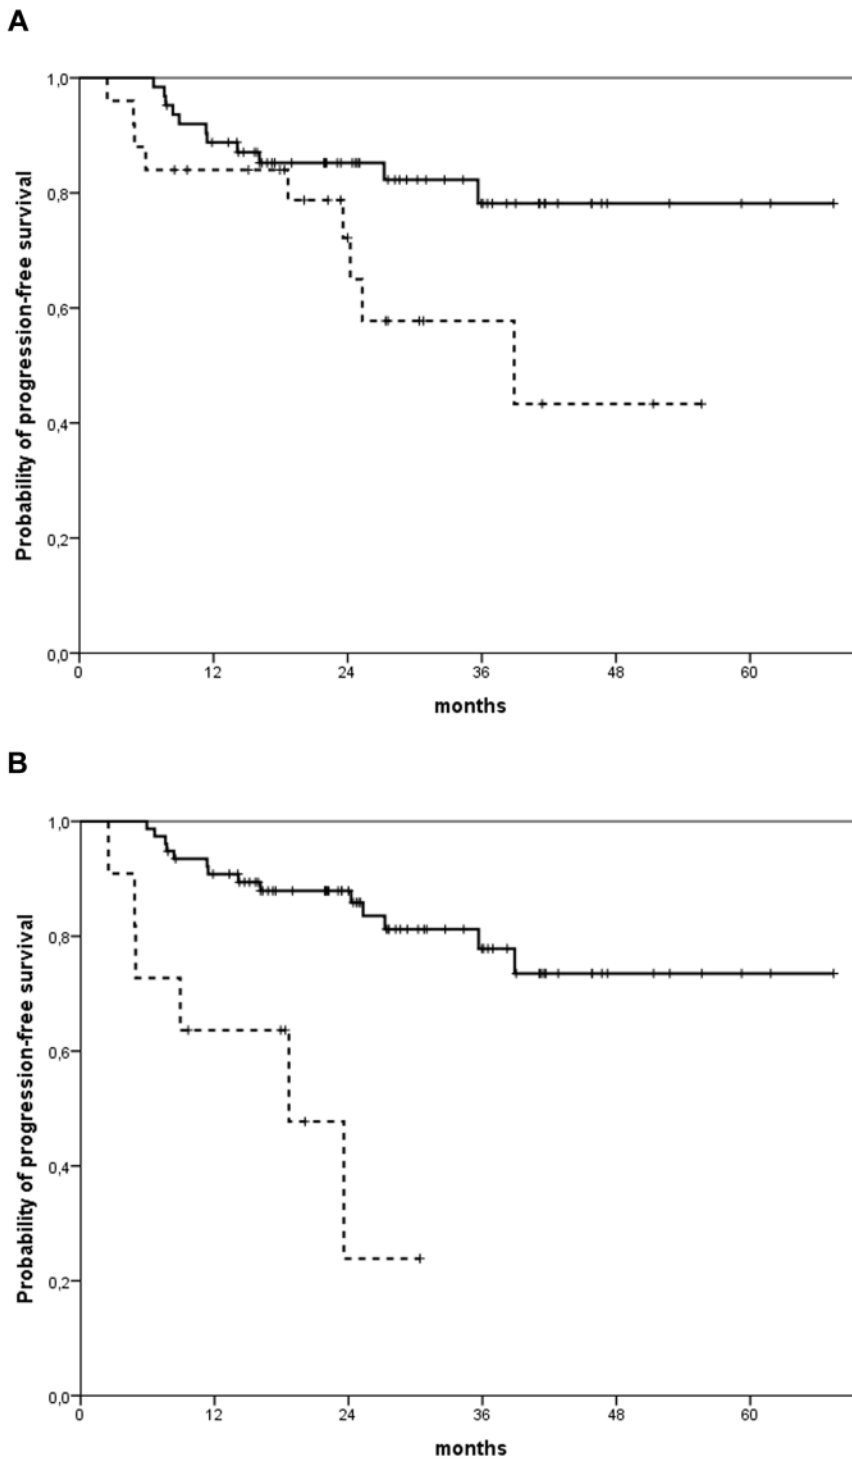 A
Probability of progression-free survival
1,0
0,8
0,6
0,4
0,2
0,0
0 12 24 36 48 60
months
B
Probability of progression-free survival
1,0
0,8
0,6
0,4
0,2
0,0
0 12 24 36 48 60
months